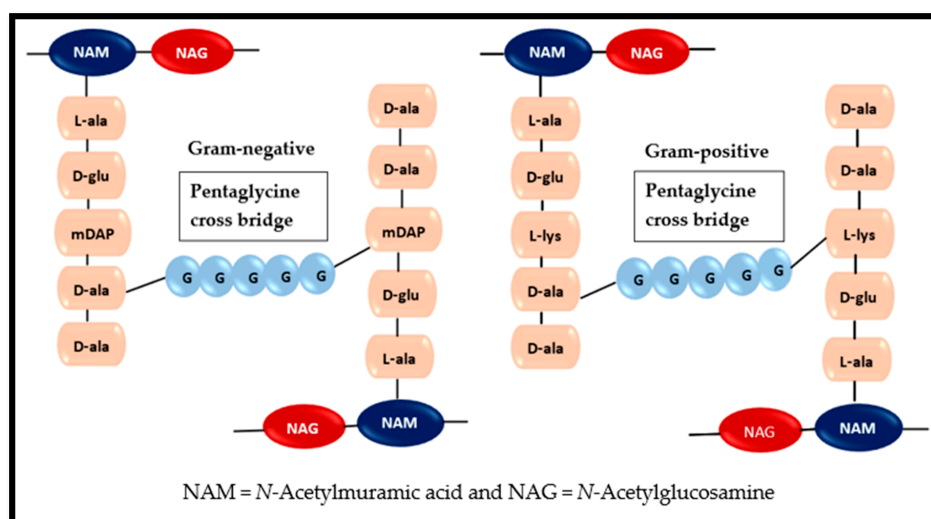 NAM NAG
L-ala
D-glu
mDAP
D-ala
D-ala
Gram-negative
Pentaglycine
cross bridge
G G G G G
D-ala
D-ala
mDAP
D-glu
L-ala
NAG NAM
NAM NAG
L-ala
D-glu
L-lys
D-ala
D-ala
Gram-positive
Pentaglycine
cross bridge
G G G G G
D-ala
D-ala
L-lys
D-glu
L-ala
NAG NAM
NAM = N-Acetylmuramic acid and NAG = N-Acetylglucosamine